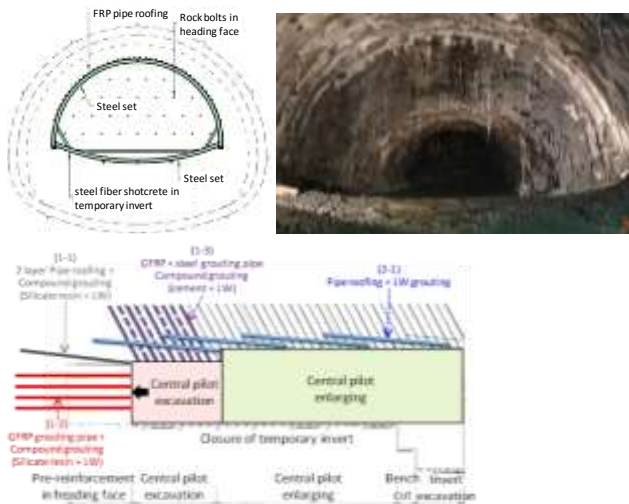 FRP pipe roofing
Rock bolts in
heading face
Steel set
Steel set
steel fiber shotcrete in
temporary invert
(1-1)
2 layer Pipe roofing +
Compound grouting
(Silicate resin + LW)
(1-3)
GFRP + steel grouting pipe
Compound grouting
(cement + LW)
(2-1)
Pipe roofing + LW grouting
Central pilot
excavation
Central pilot
enlarging
(1-2)
GFRP grouting pipe +
Compound grouting
(Silicate resin + LW)
Closure of temporary invert
Pre-reinforcement
in heading face
Central pilot
excavation
Central pilot
enlarging
Bench
cut
Invert
excavation